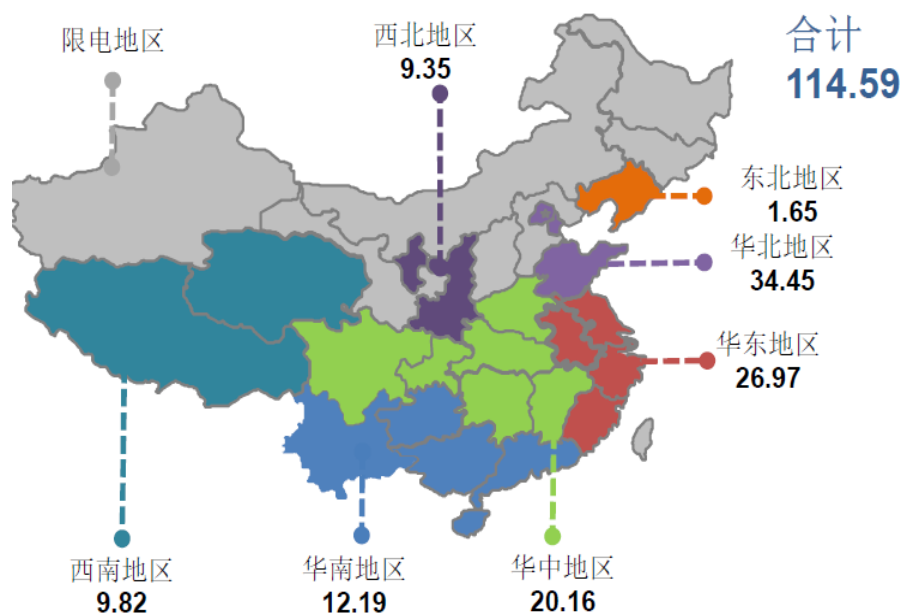 限电地区
西北地区
9.35
合计
114.59
东北地区
1.65
华北地区
34.45
华东地区
26.97
西南地区
9.82
华南地区
12.19
华中地区
20.16